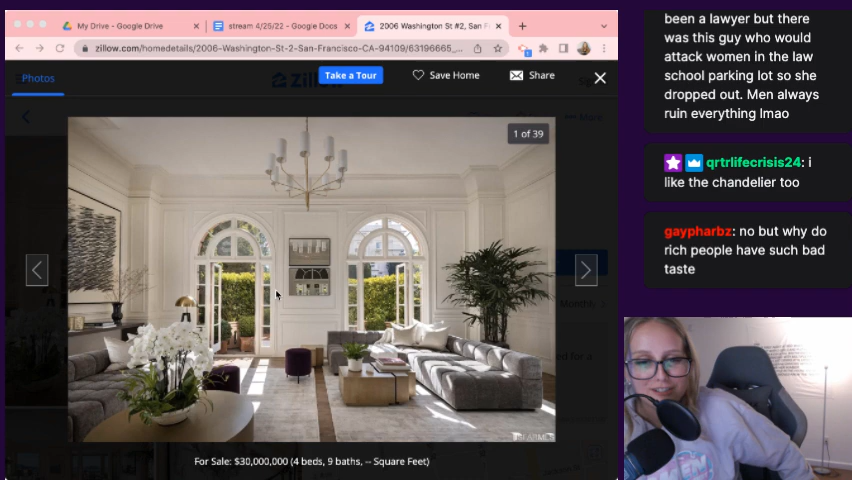 My Drive - Google Drive
stream 4/25/22 - Google Docs
2006 Washington St #2, San F
zillow.com/homedetails/2006-Washington-St-2-San-Francisco-CA-94109/63196665_...
Photos
Take a Tour
Save Home
Share
Zillow
More
1 of 39
For Sale: $30,000,000 (4 beds, 9 baths, -- Square Feet)
been a lawyer but there
was this guy who would
attack women in the law
school parking lot so she
dropped out. Men always
ruin everything lmao
qrtrlifecrisis24: i
like the chandelier too
gaypharbz: no but why do
rich people have such bad
taste